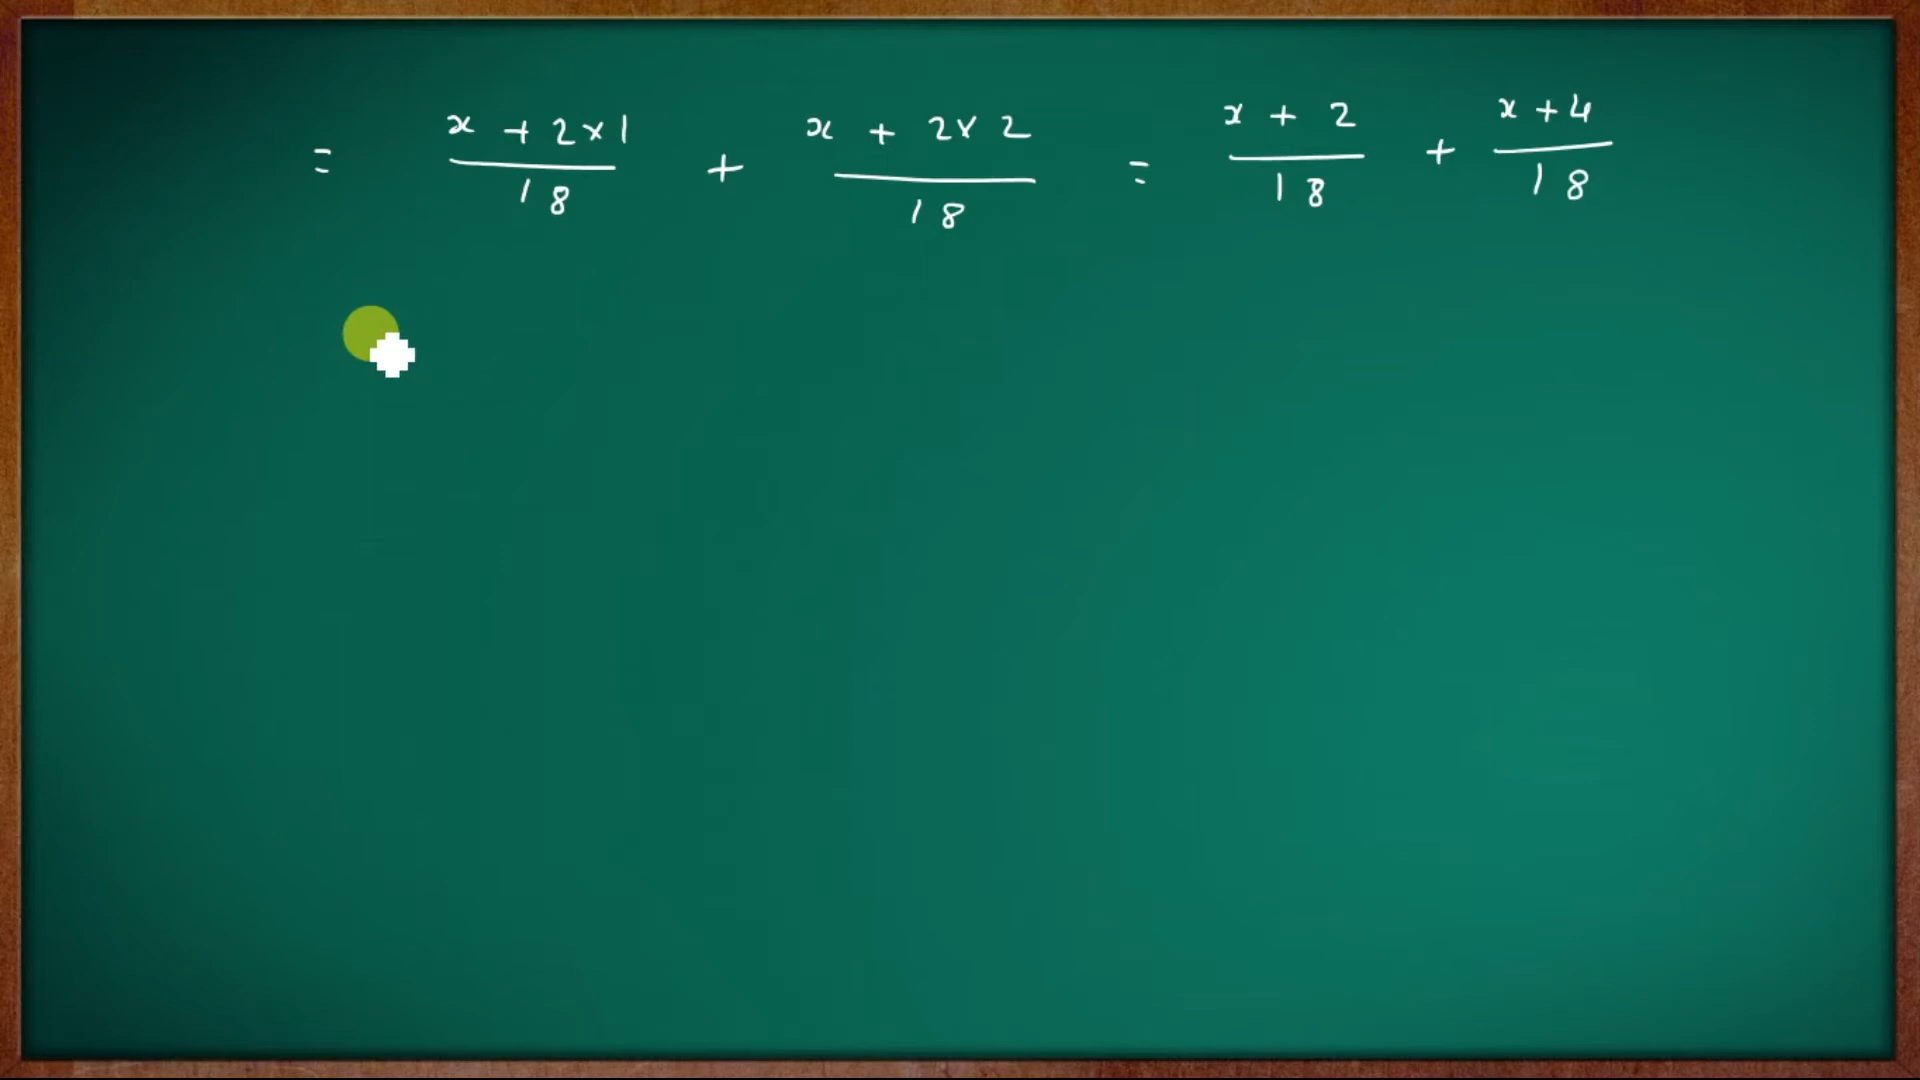 = x + 2×1 / 18 + x + 2×2 / 18 = x + 2 / 18 + x + 4 / 18